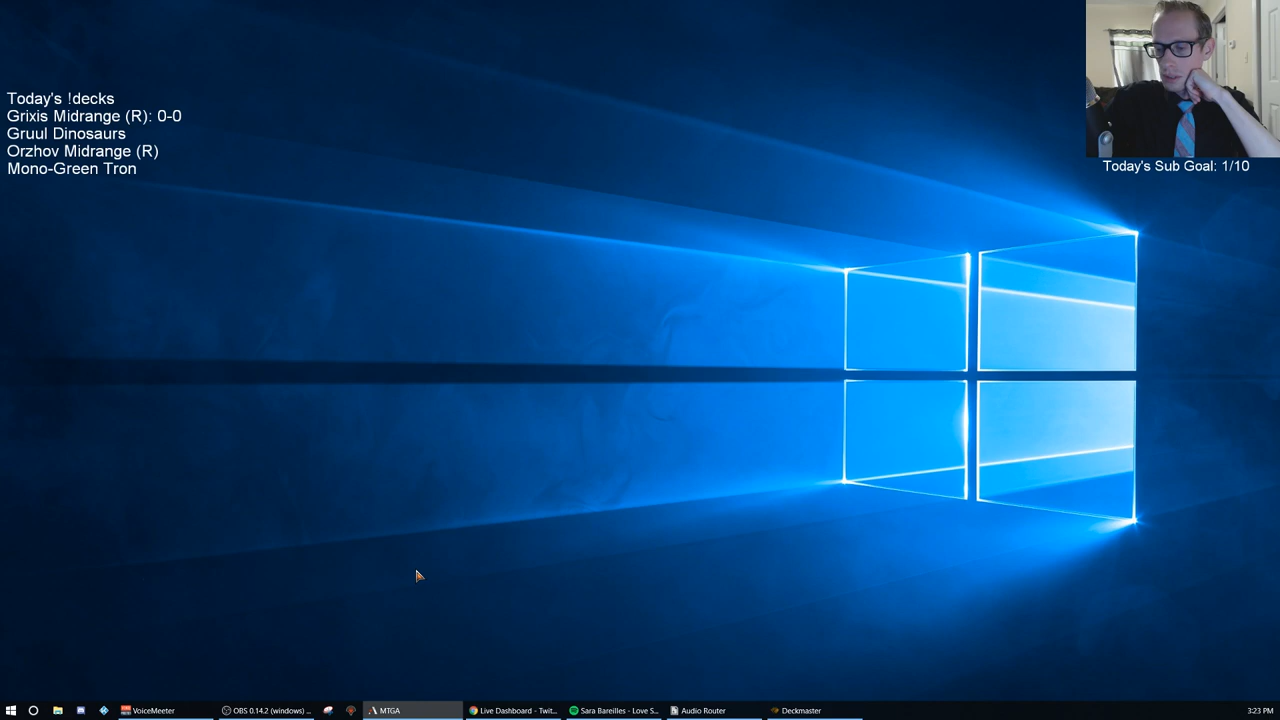 Today's !decks
Grixis Midrange (R): 0-0
Gruul Dinosaurs
Orzhov Midrange (R)
Mono-Green Tron
Today's Sub Goal: 1/10
VoiceMeeter
OBS 0.14.2 (windows) ...
MTGA
Live Dashboard - Twit...
Sara Bareilles - Love S...
Audio Router
Deckmaster
3:23 PM